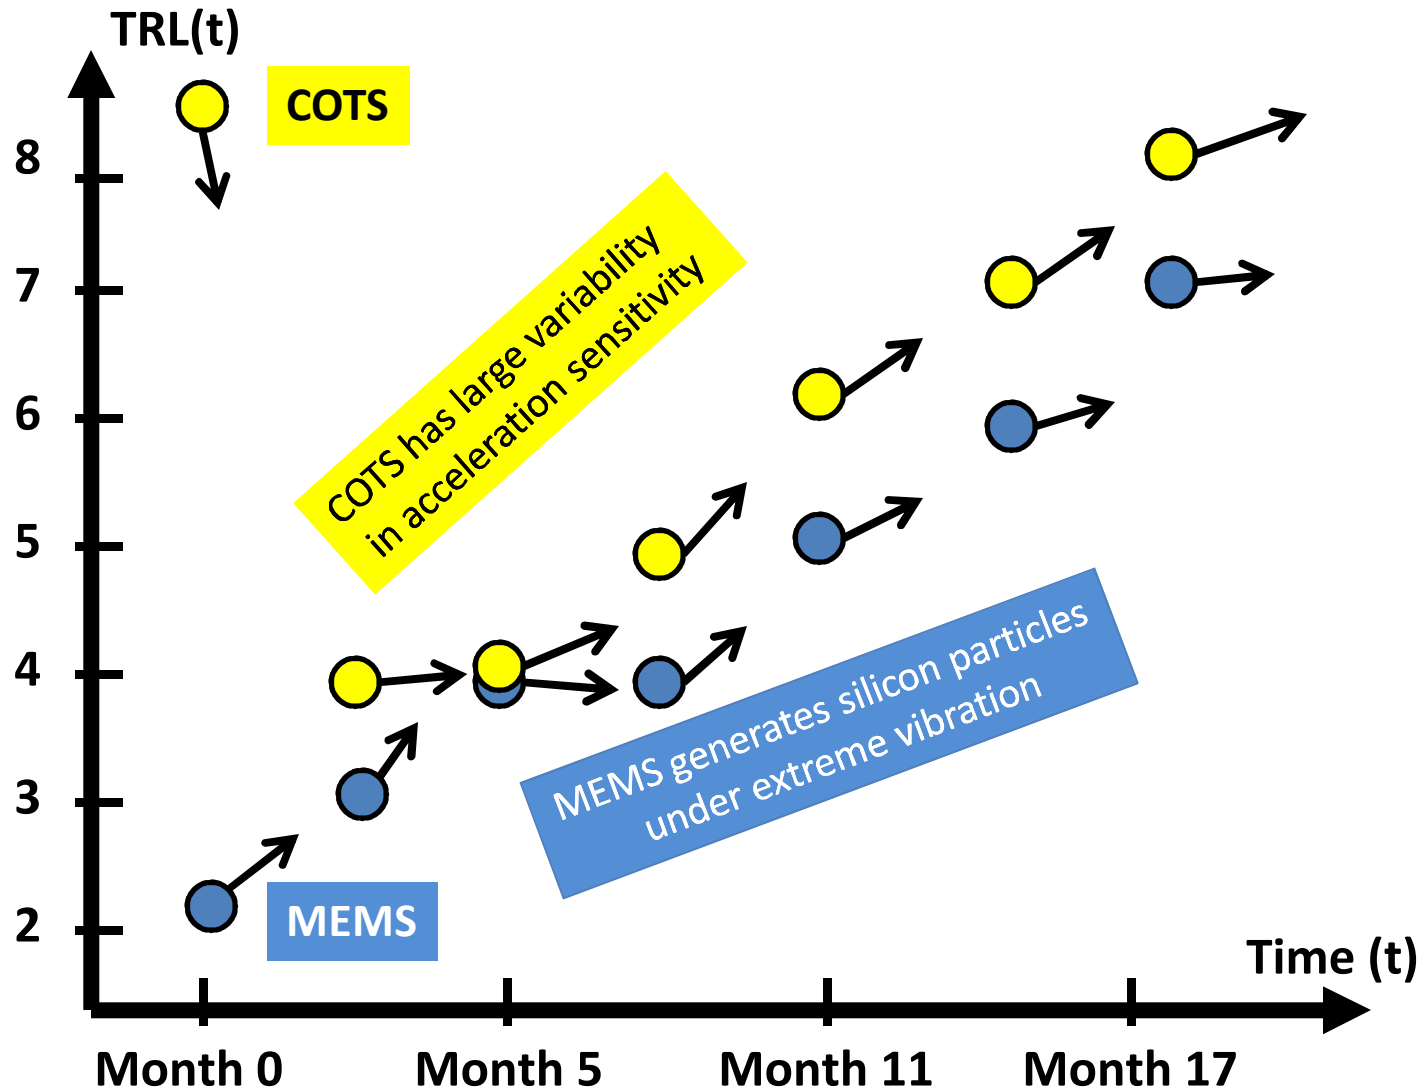 TRL(t)
COTS
8
7
6
5
4
3
2
COTS has large variability
in acceleration sensitivity
MEMS generates silicon particles
under extreme vibration
MEMS
Time (t)
Month 0
Month 5
Month 11
Month 17